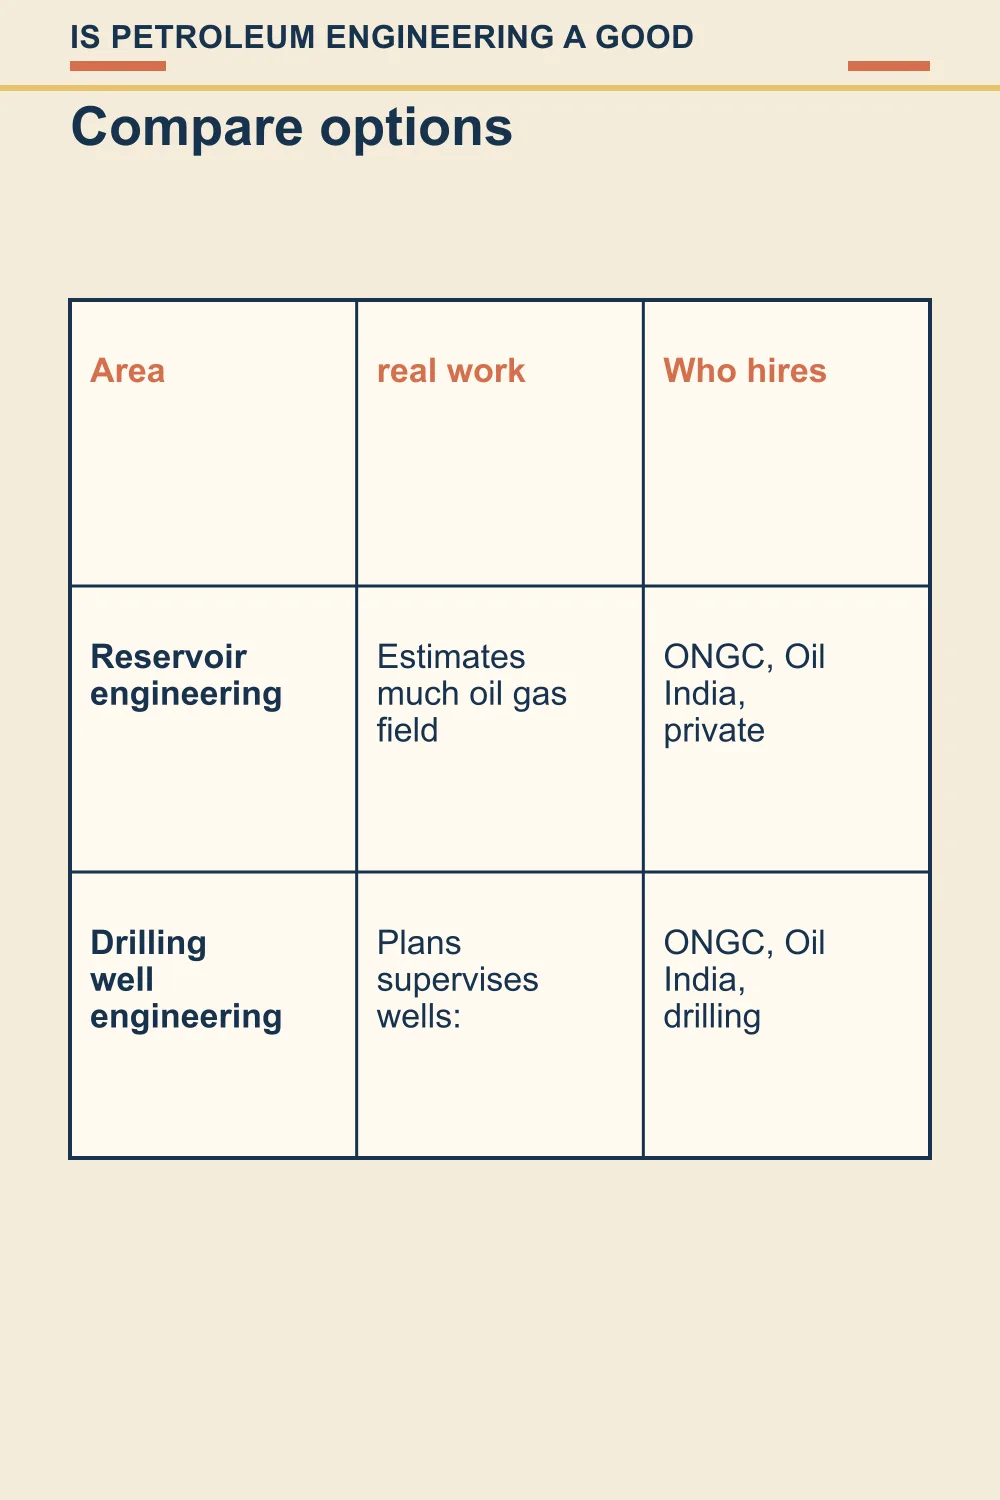 IS PETROLEUM ENGINEERING A GOOD
Compare options
Area
real work
Who hires
Reservoir
engineering
Estimates
much oil gas
field
ONGC, Oil
India,
private
Drilling
well
engineering
Plans
supervises
wells:
ONGC, Oil
India,
drilling